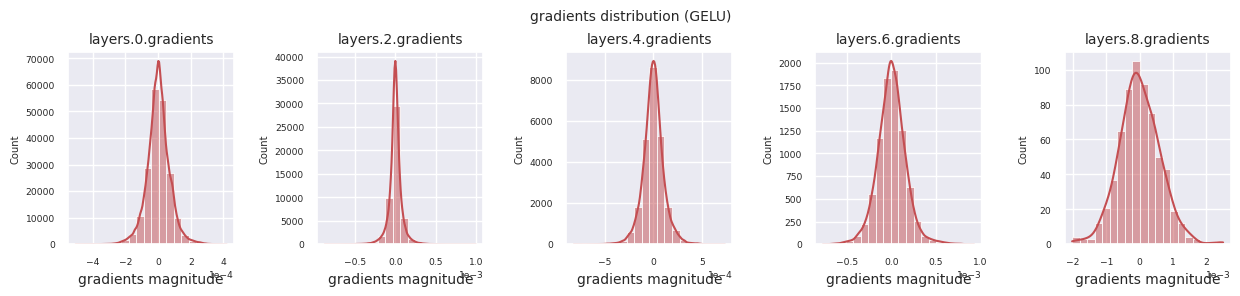 gradients distribution (GELU)
layers.0.gradients
layers.2.gradients
layers.4.gradients
layers.6.gradients
layers.8.gradients
Count
70000
60000
50000
40000
30000
20000
10000
0
−4
−2
0
2
4
1e−4
gradients magnitude
Count
40000
35000
30000
25000
20000
15000
10000
5000
0
−0.5
0.0
0.5
1.0
1e−3
gradients magnitude
Count
8000
6000
4000
2000
0
−5
0
5
1e−4
gradients magnitude
Count
2000
1750
1500
1250
1000
750
500
250
0
−0.5
0.0
0.5
1.0
1e−3
gradients magnitude
Count
100
80
60
40
20
0
−2
−1
0
1
2
1e−3
gradients magnitude